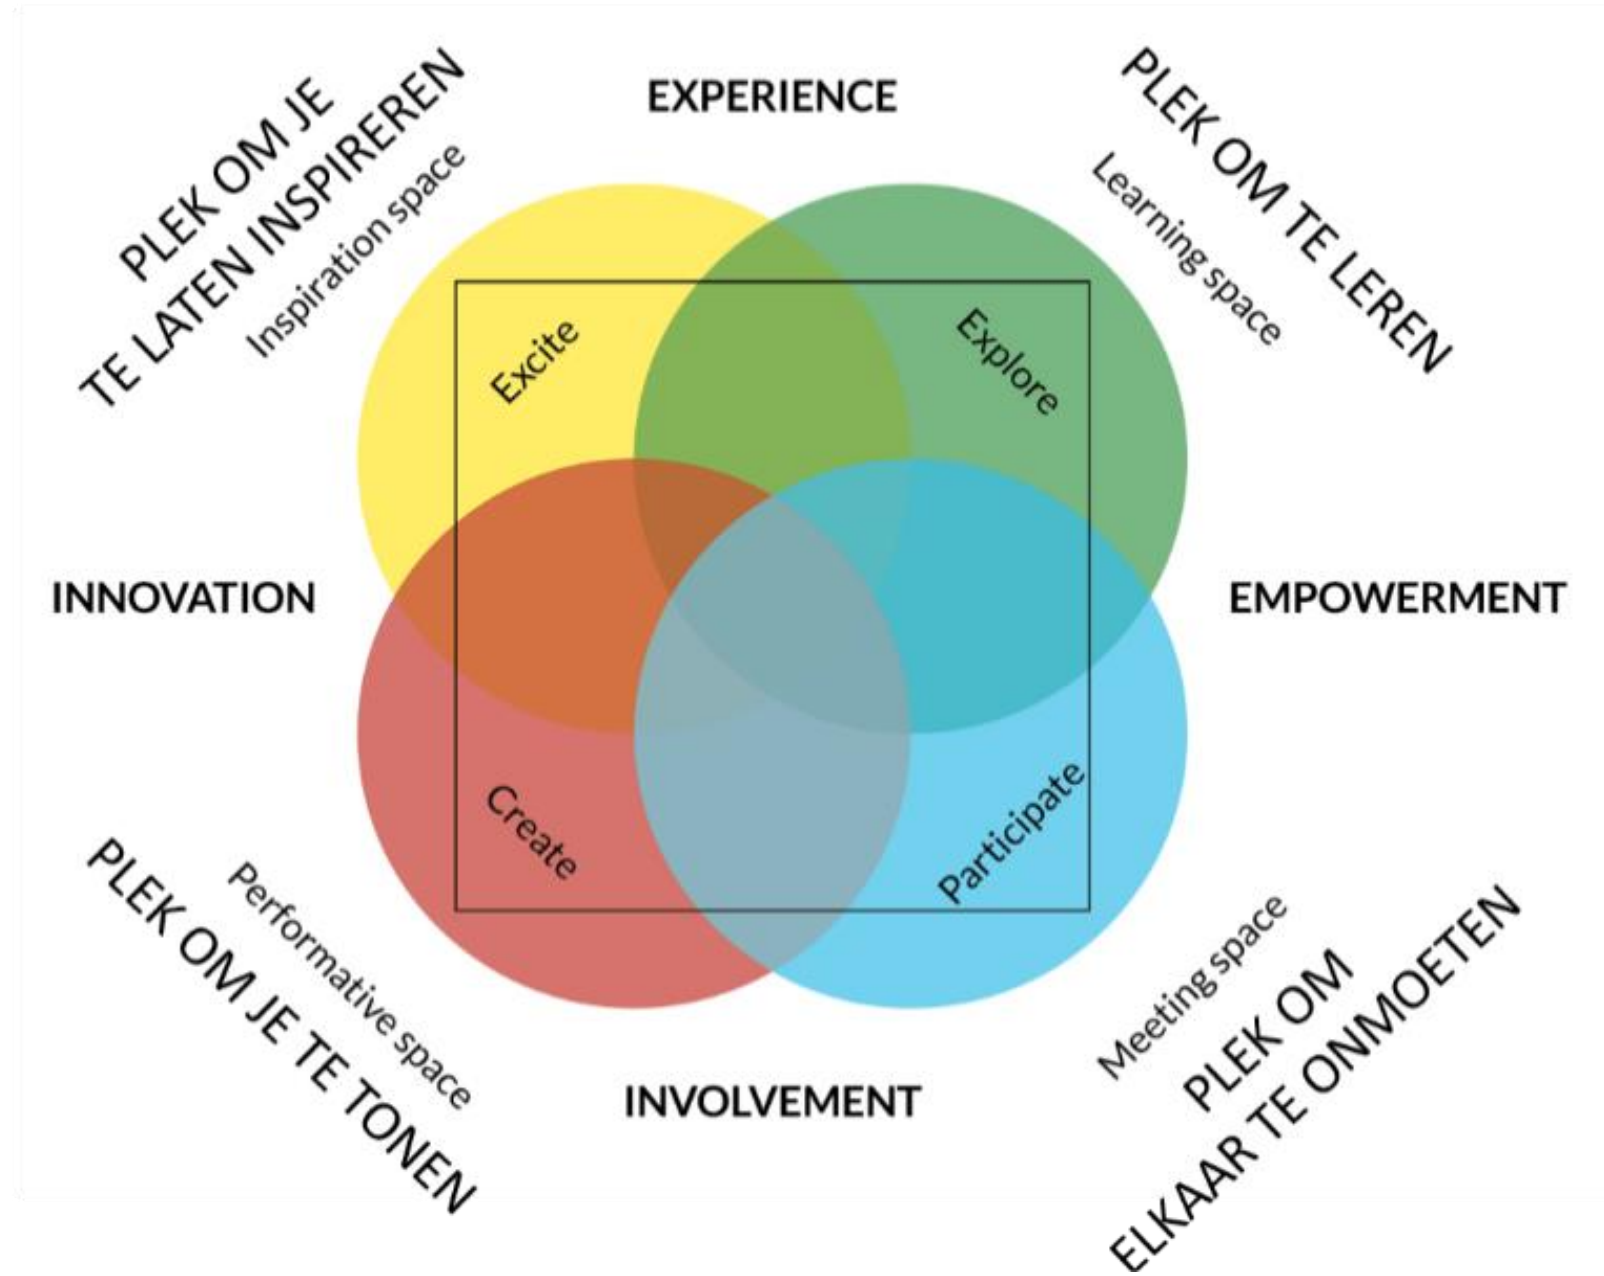 PLEK OM JE
TE LATEN INSPIREREN
Inspiration space
EXPERIENCE
PLEK OM TE LEREN
Learning space
Excite
Explore
INNOVATION
EMPOWERMENT
Create
Participate
Performative space
PLEK OM JE TE TONEN
INVOLVEMENT
Meeting space
PLEK OM
ELKAAR TE ONMOETEN